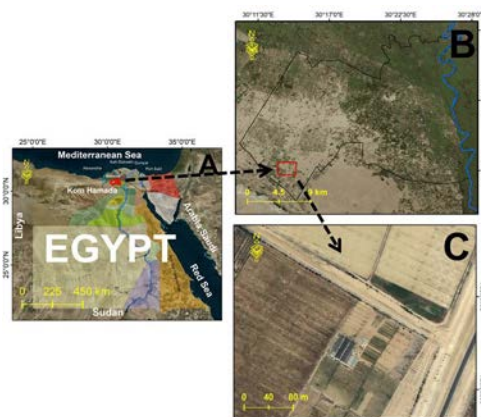 25°0'0"E 30°0'0"E 35°0'0"E
Mediterranean Sea
A
Kom Hamada
30°0'0"N
25°0'0"N
Libya
EGYPT
Arabia Saudi
Red Sea
0 225 450 km
Sudan
30°11'30"E 30°17'0"E 30°22'30"E 30°28'0"E
B
0 4.5 9 km
C
0 40 80 m